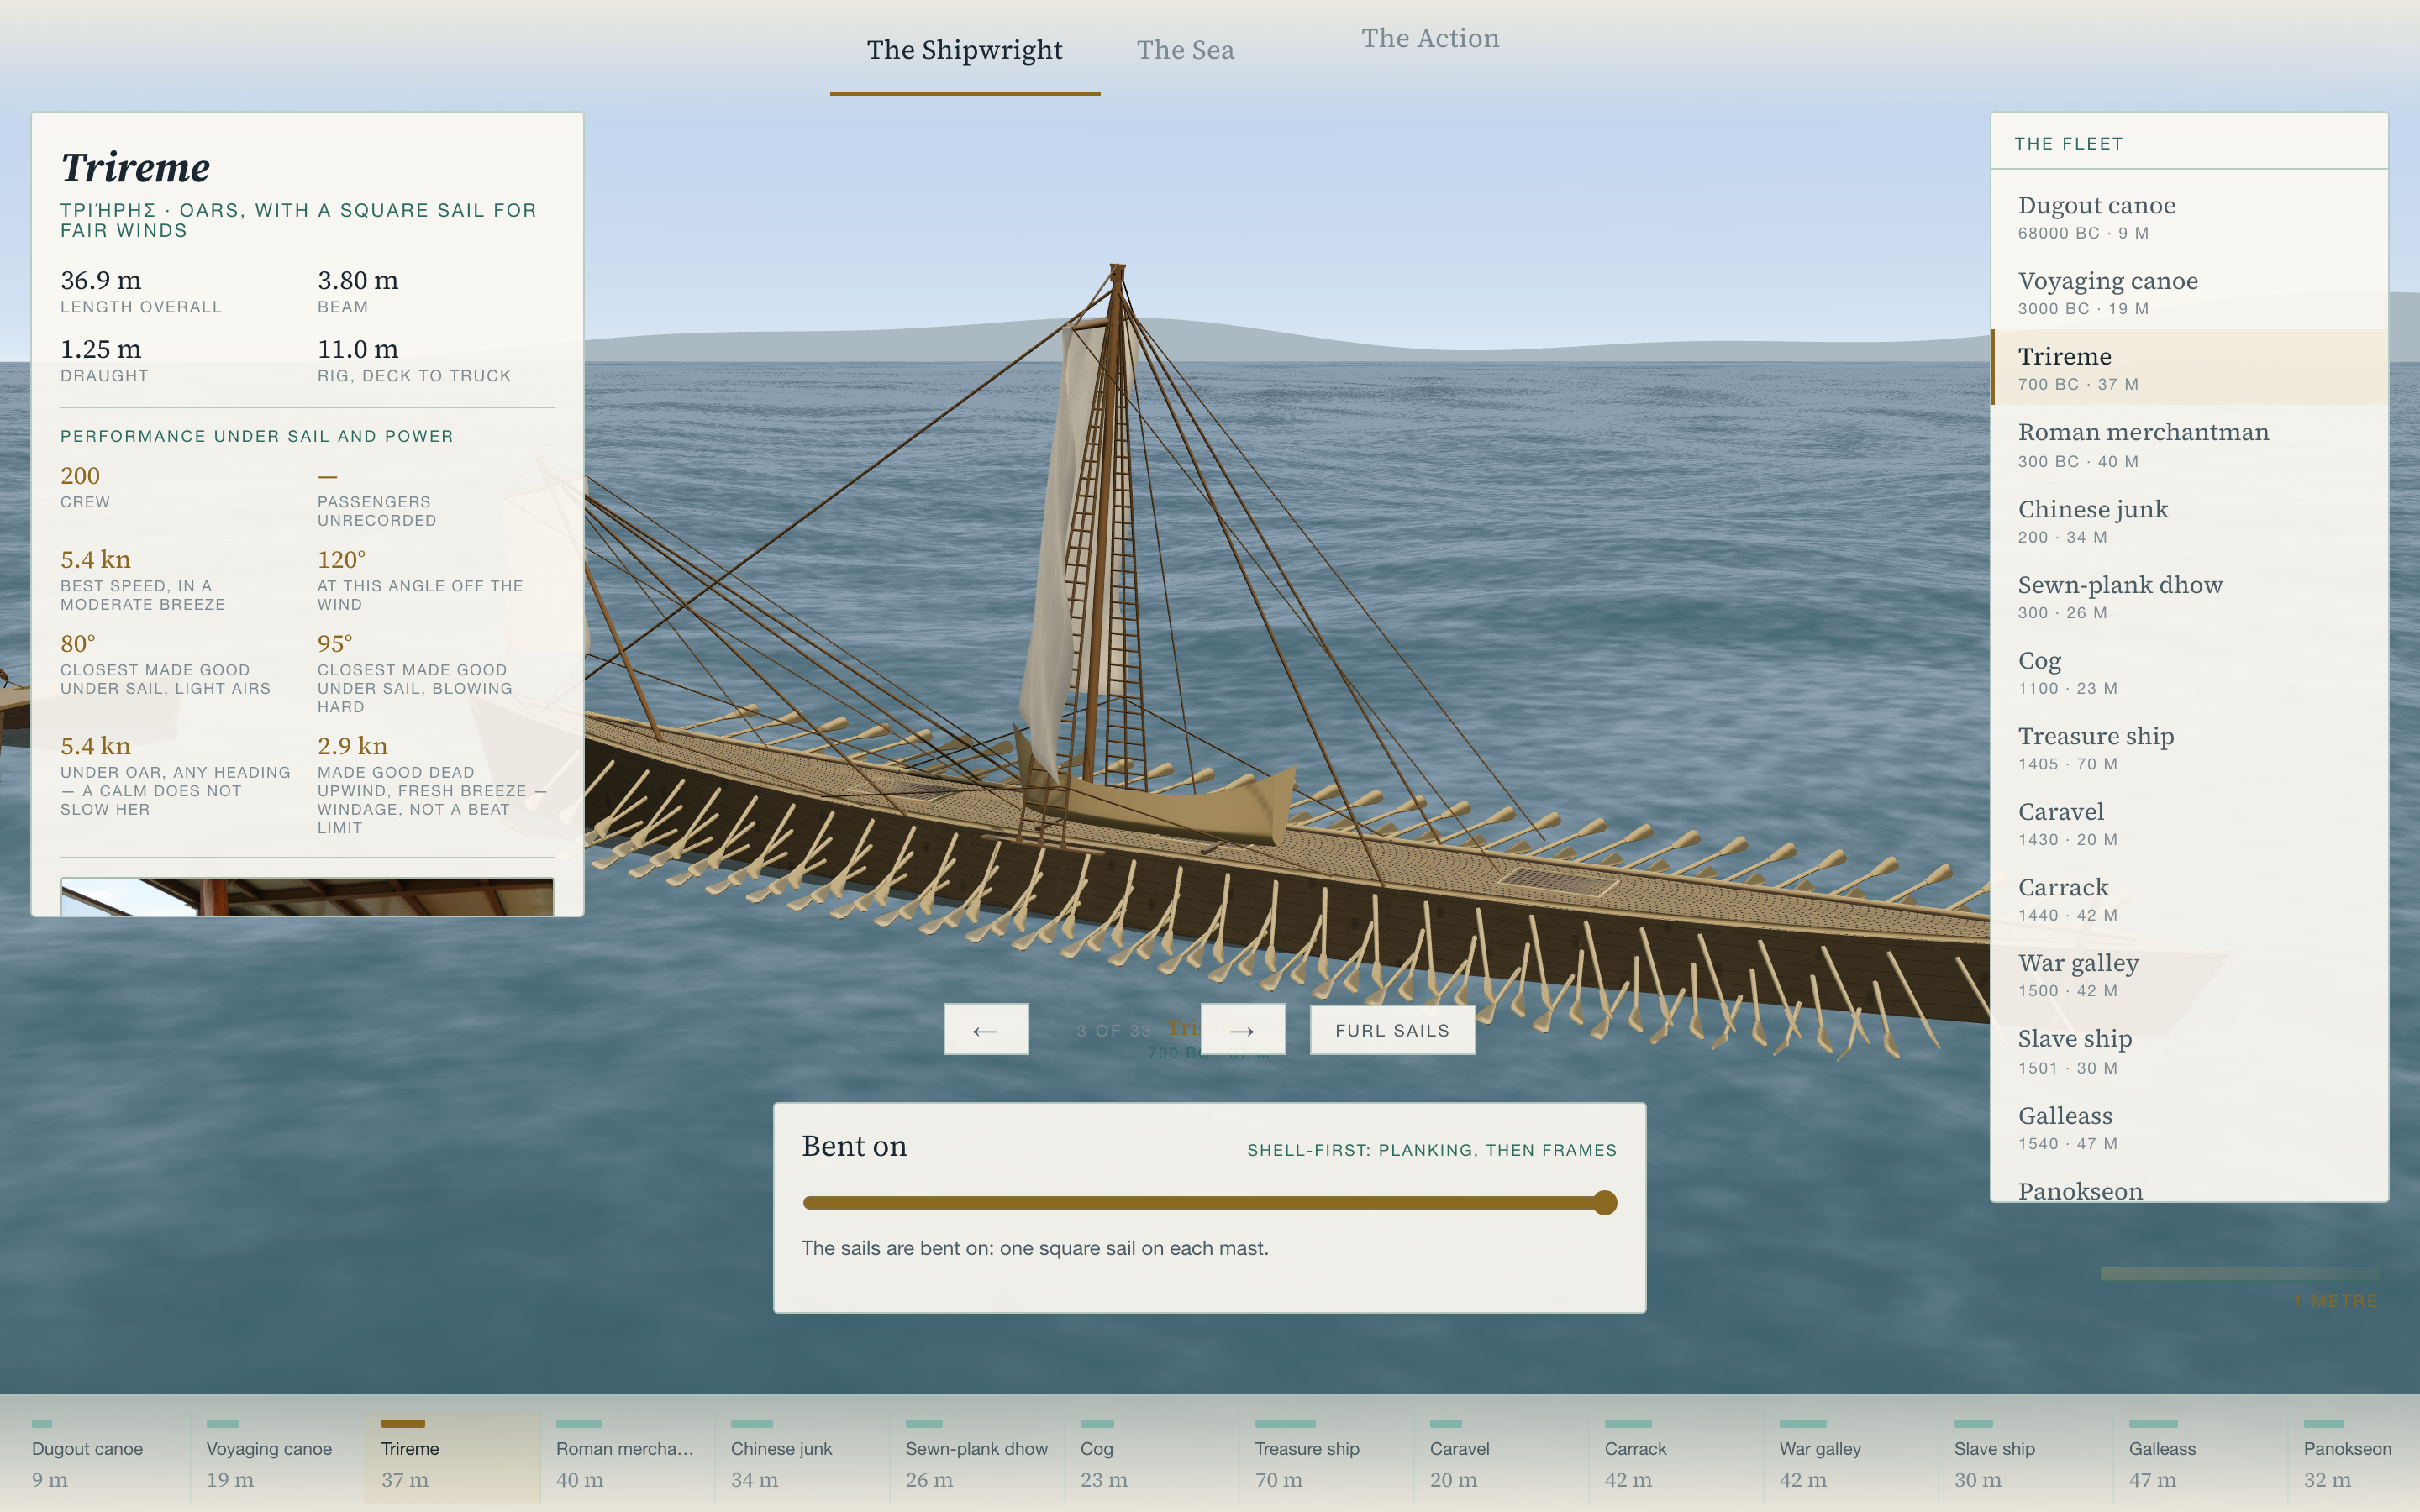 The Shipwright
The Sea
The Action
Trireme
ΤΡΙΉΡΗΣ · OARS, WITH A SQUARE SAIL FOR
FAIR WINDS
36.9 m
LENGTH OVERALL
3.80 m
BEAM
1.25 m
DRAUGHT
11.0 m
RIG, DECK TO TRUCK
PERFORMANCE UNDER SAIL AND POWER
200
CREW
—
PASSENGERS
UNRECORDED
5.4 kn
BEST SPEED, IN A
MODERATE BREEZE
120°
AT THIS ANGLE OFF THE
WIND
80°
CLOSEST MADE GOOD
UNDER SAIL, LIGHT AIRS
95°
CLOSEST MADE GOOD
UNDER SAIL, BLOWING
HARD
5.4 kn
UNDER OAR, ANY HEADING
— A CALM DOES NOT
SLOW HER
2.9 kn
MADE GOOD DEAD
UPWIND, FRESH BREEZE —
WINDAGE, NOT A BEAT
LIMIT
THE FLEET
Dugout canoe
68000 BC · 9 M
Voyaging canoe
3000 BC · 19 M
Trireme
700 BC · 37 M
Roman merchantman
300 BC · 40 M
Chinese junk
200 · 34 M
Sewn-plank dhow
300 · 26 M
Cog
1100 · 23 M
Treasure ship
1405 · 70 M
Caravel
1430 · 20 M
Carrack
1440 · 42 M
War galley
1500 · 42 M
Slave ship
1501 · 30 M
Galleass
1540 · 47 M
Panokseon
←
3 OF 33
→
FURL SAILS
700
Bent on
SHELL-FIRST: PLANKING, THEN FRAMES
The sails are bent on: one square sail on each mast.
1 METRE
Dugout canoe
9 m
Voyaging canoe
19 m
Trireme
37 m
Roman mercha…
40 m
Chinese junk
34 m
Sewn-plank dhow
26 m
Cog
23 m
Treasure ship
70 m
Caravel
20 m
Carrack
42 m
War galley
42 m
Slave ship
30 m
Galleass
47 m
Panokseon
32 m